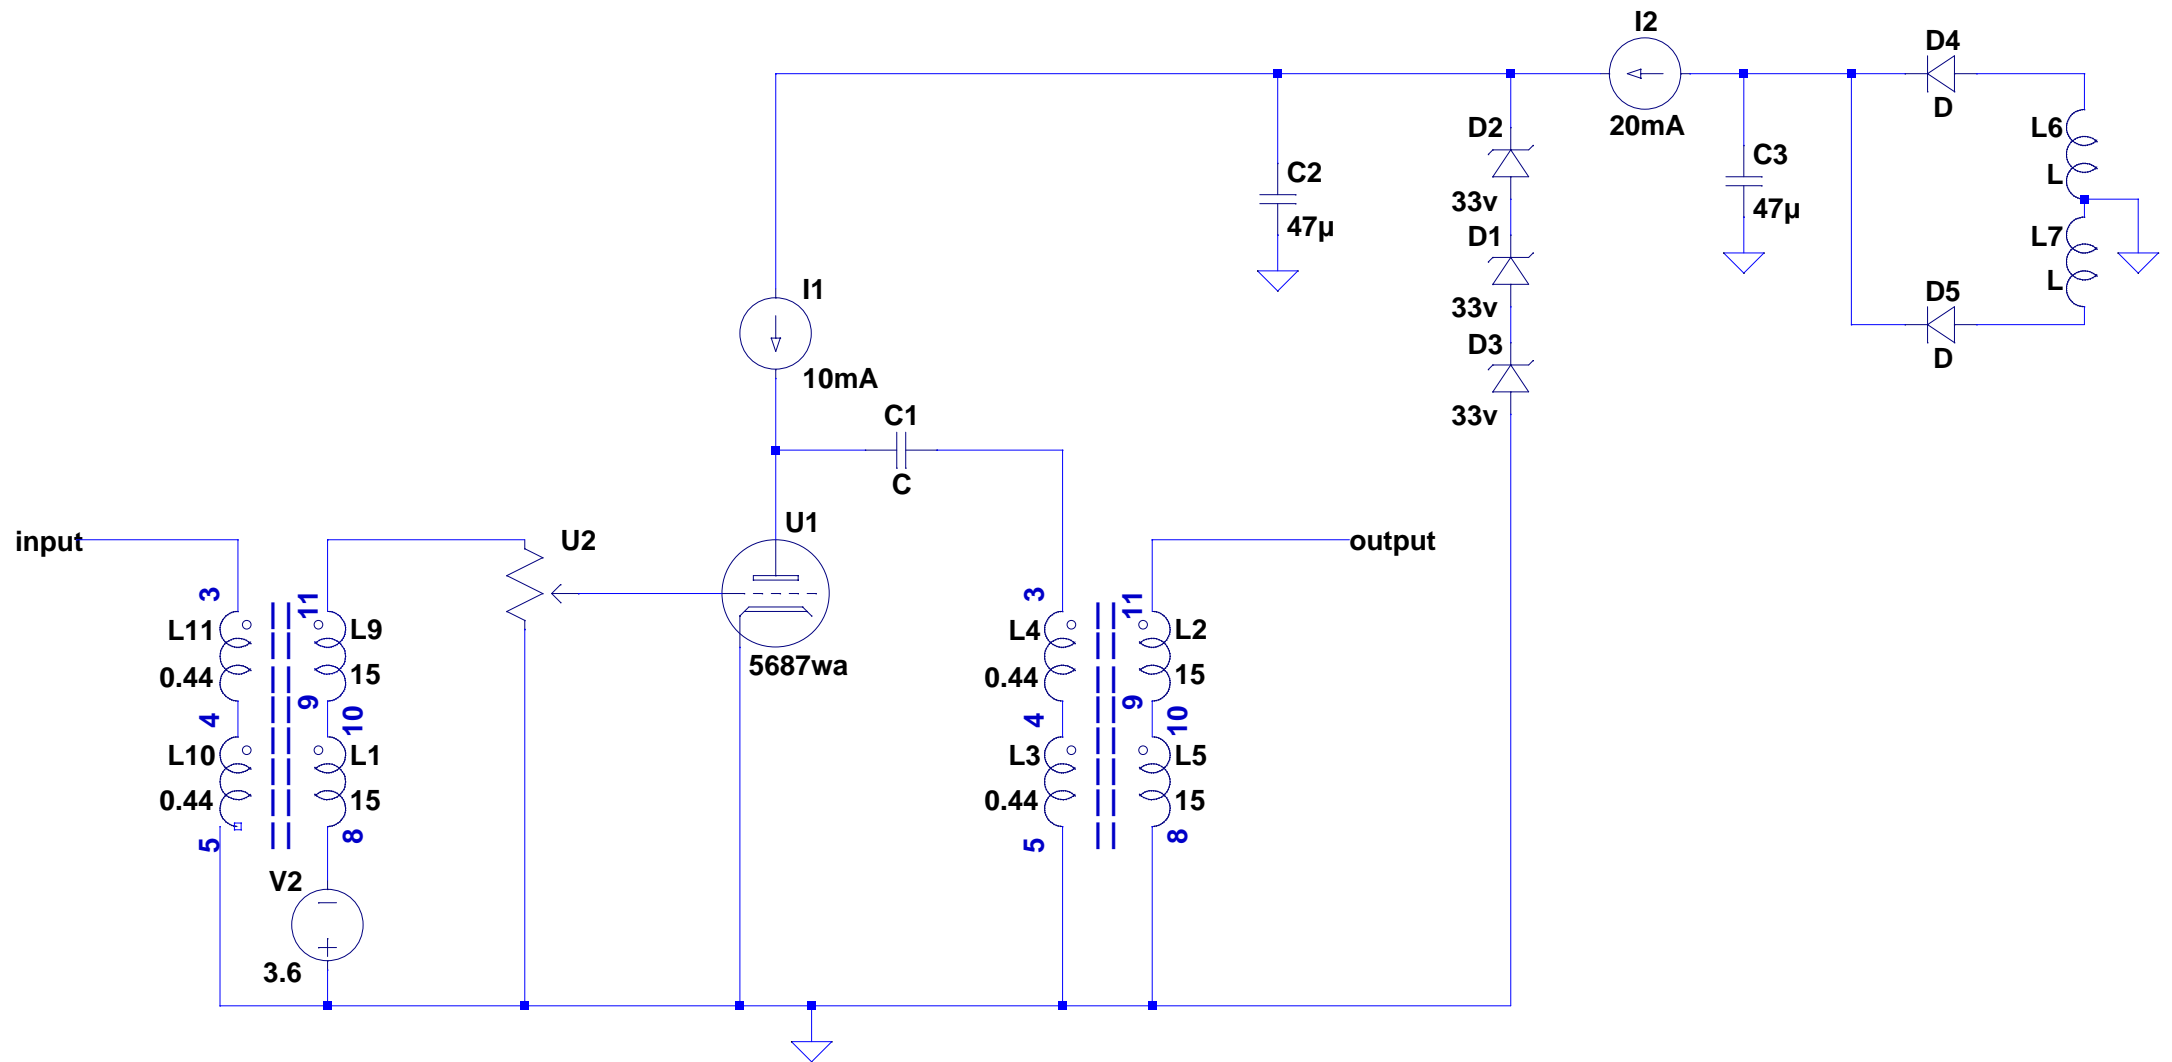 I2
20mA
D4
D
L6
L
L7
L
D5
D
C3
47µ
D2
33v
D1
33v
D3
33v
C2
47µ
I1
10mA
C1
C
input
U2
U1
5687wa
output
3
L11
0.44
4
L10
0.44
5
11
L9
15
9
10
L1
15
8
V2
3.6
3
L4
0.44
4
L3
0.44
5
11
L2
15
9
10
L5
15
8